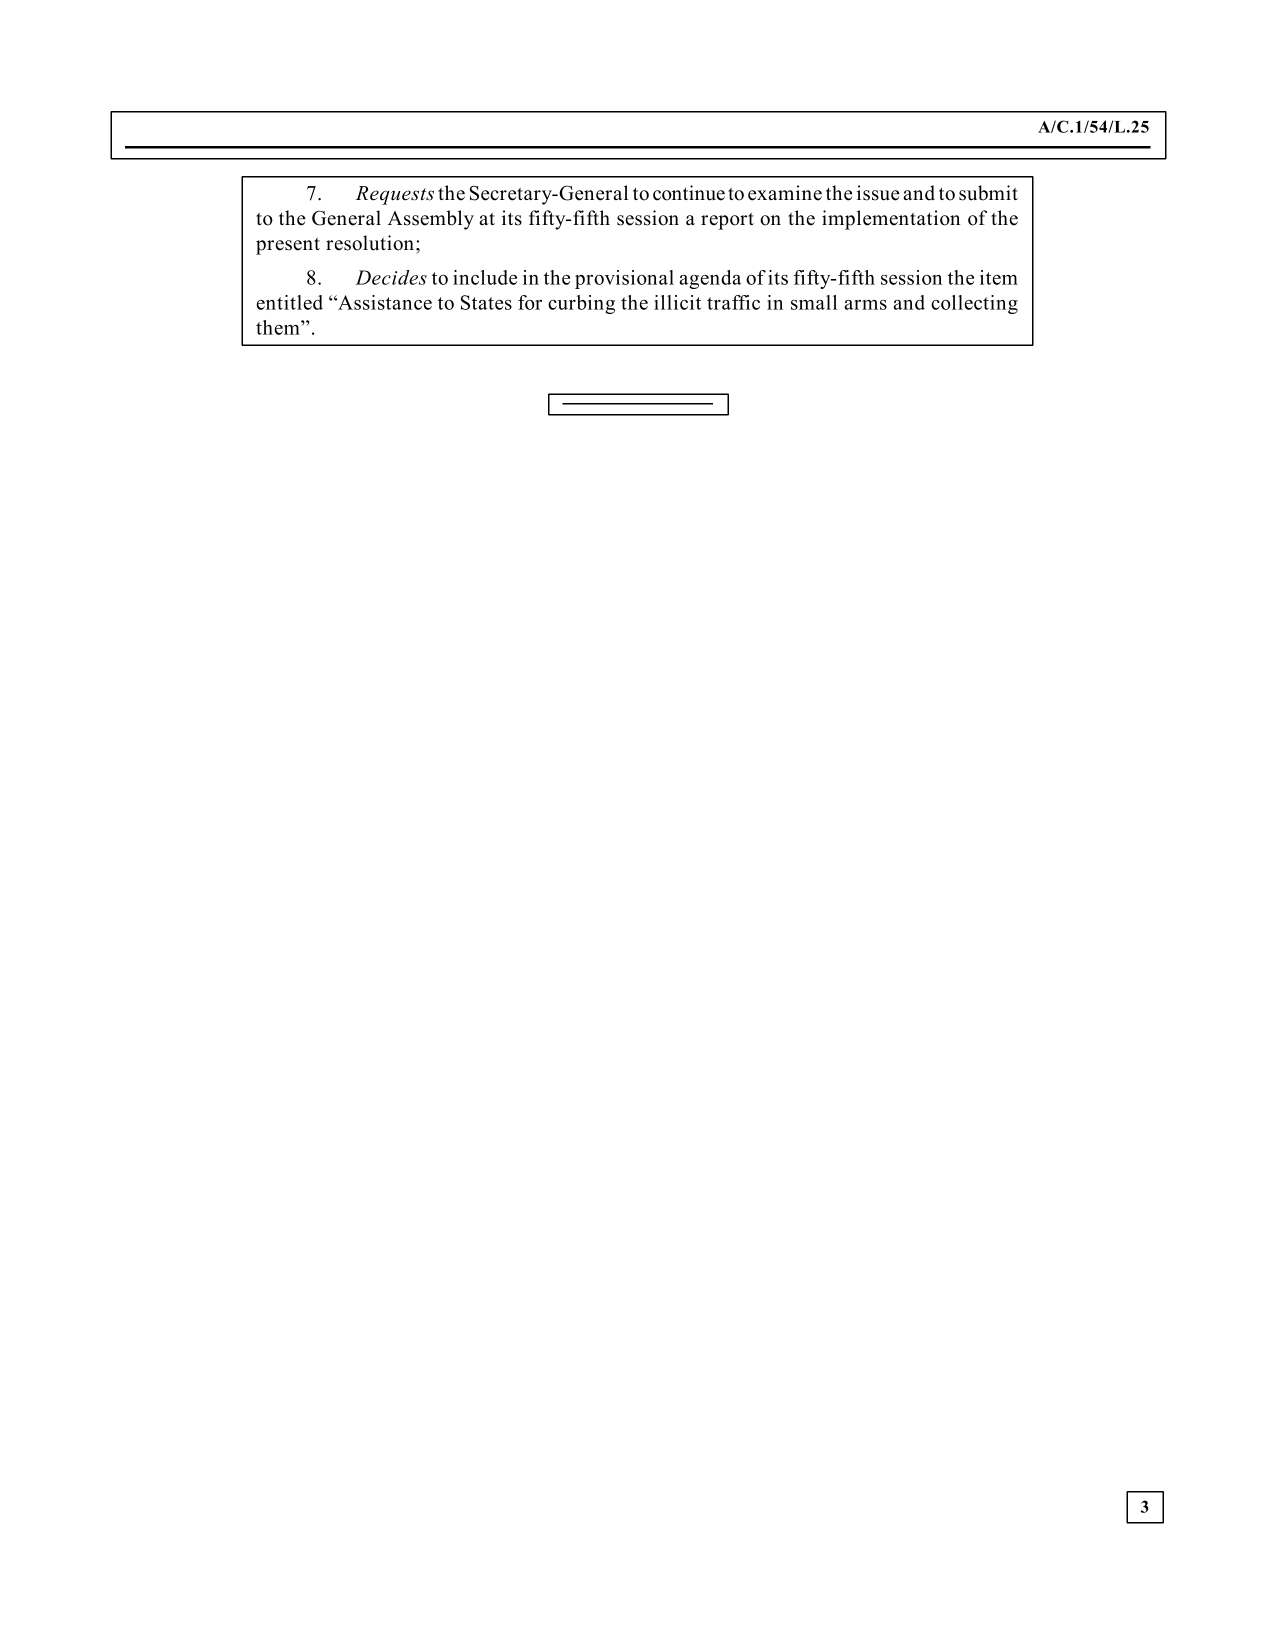 A/C.1/54/L.25
7. Requests the Secretary-General to continue to examine the issue and to submit
to the General Assembly at its fifty-fifth session a report on the implementation of the
present resolution;
8. Decides to include in the provisional agenda of its fifty-fifth session the item
entitled “Assistance to States for curbing the illicit traffic in small arms and collecting
them”.
3